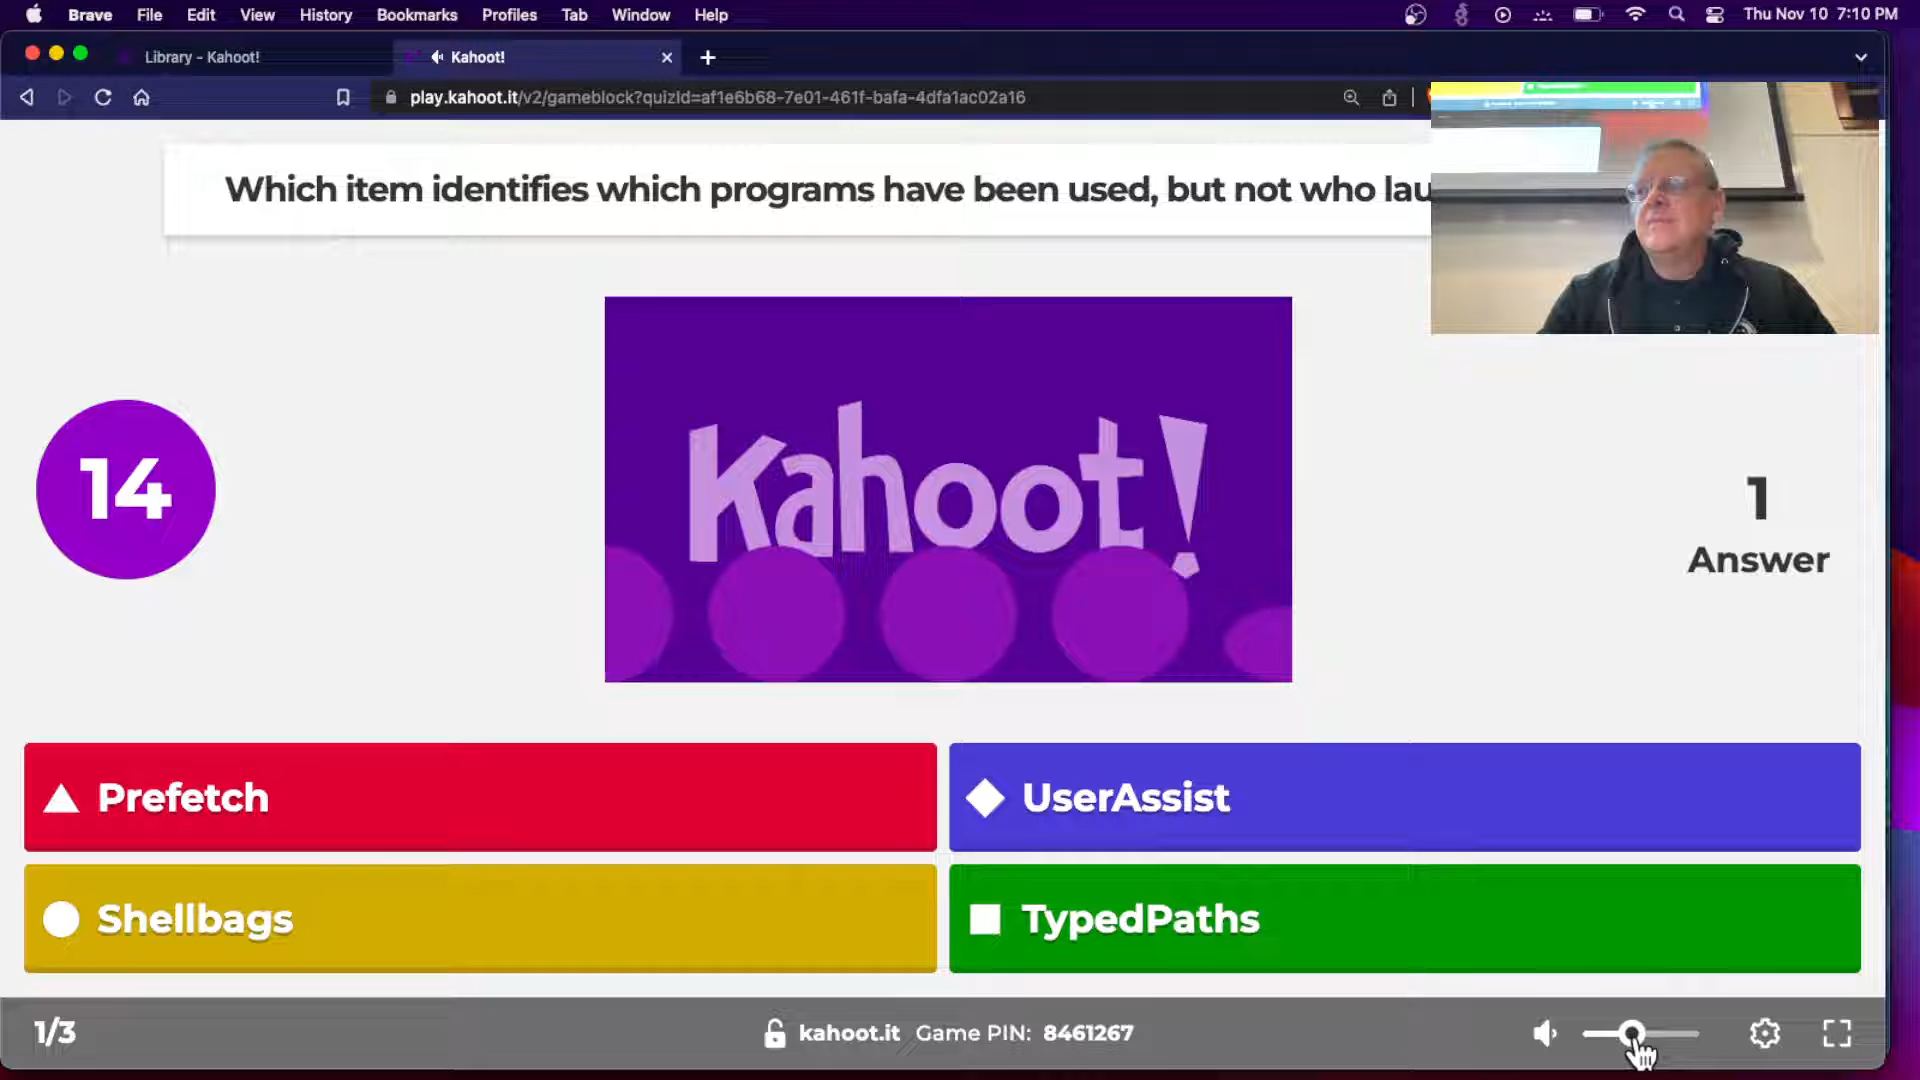 Brave File Edit View History Bookmarks Profiles Tab Window Help Thu Nov 10 7:10 PM
Library - Kahoot! Kahoot!
play.kahoot.it/v2/gameblock?quizId=af1e6b68-7e01-461f-bafa-4dfa1ac02a16
Which item identifies which programs have been used, but not who lau
14
Kahoot!
1
Answer
Prefetch
UserAssist
Shellbags
TypedPaths
1/3
kahoot.it Game PIN: 8461267